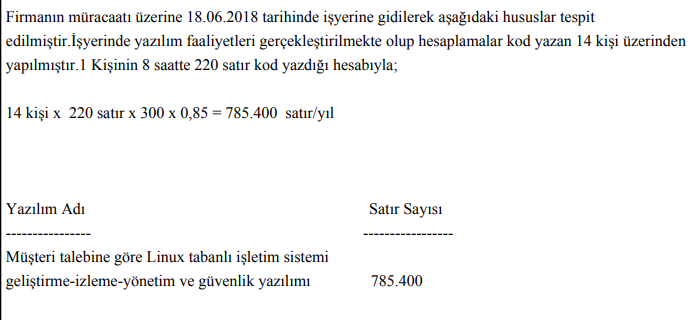 Firmanın müracaatı üzerine 18.06.2018 tarihinde işyerine gidilerek aşağıdaki hususlar tespit
edilmiştir.İşyerinde yazılım faaliyetleri gerçekleştirilmekte olup hesaplamalar kod yazan 14 kişi üzerinden
yapılmıştır.1 Kişinin 8 saatte 220 satır kod yazdığı hesabıyla;
14 kişi x 220 satır x 300 x 0,85 = 785.400 satır/yıl
Yazılım Adı Satır Sayısı
---------------- -----------------
Müşteri talebine göre Linux tabanlı işletim sistemi
geliştirme-izleme-yönetim ve güvenlik yazılımı 785.400